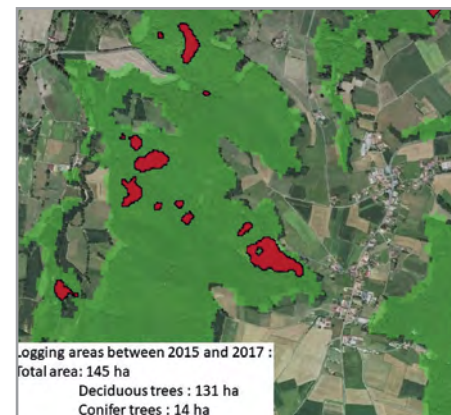 Logging areas between 2015 and 2017 :
Total area: 145 ha
Deciduous trees : 131 ha
Conifer trees : 14 ha